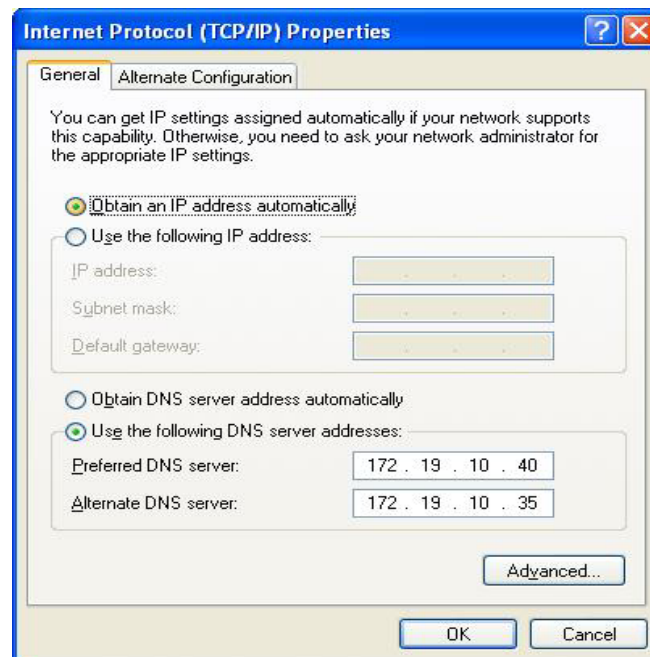 Internet Protocol (TCP/IP) Properties
General
Alternate Configuration
You can get IP settings assigned automatically if your network supports
this capability. Otherwise, you need to ask your network administrator for
the appropriate IP settings.
Obtain an IP address automatically
Use the following IP address:
IP address:
Subnet mask:
Default gateway:
Obtain DNS server address automatically
Use the following DNS server addresses:
Preferred DNS server: 172 . 19 . 10 . 40
Alternate DNS server: 172 . 19 . 10 . 35
Advanced...
OK Cancel